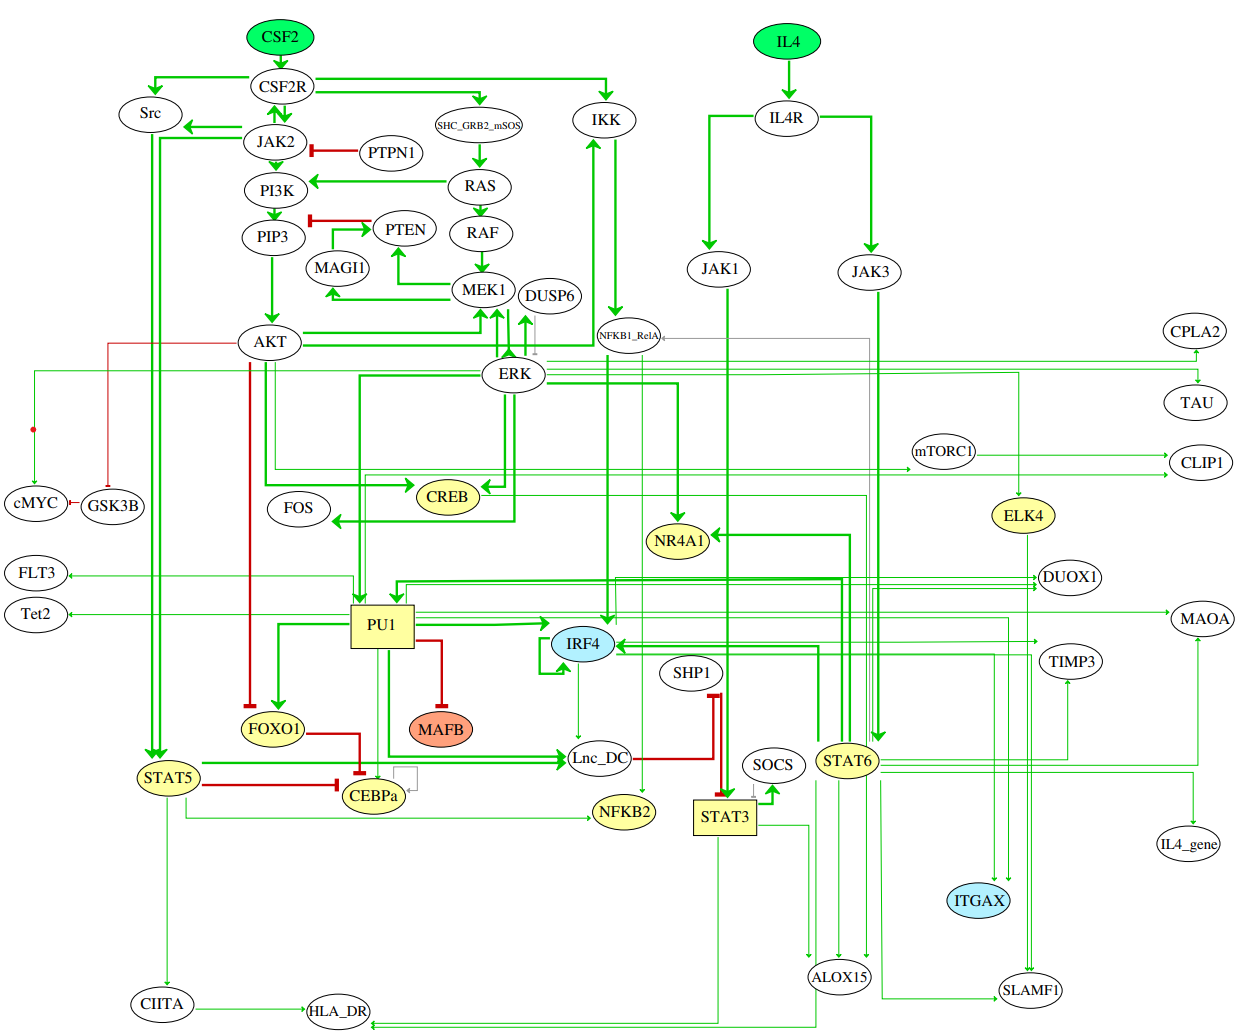 CSF2
IL4
CSF2R
Src
SHC_GRB2_mSOS
IKK
IL4R
JAK2
PTPN1
PI3K
RAS
PIP3
PTEN
RAF
MAGI1
JAK1
JAK3
MEK1
DUSP6
AKT
NFKB1_RelA
CPLA2
ERK
TAU
mTORC1
CLIP1
cMYC
GSK3B
FOS
CREB
ELK4
NR4A1
FLT3
DUOX1
Tet2
PU1
MAOA
IRF4
TIMP3
SHP1
FOXO1
MAFB
Lnc_DC
STAT6
SOCS
STAT5
CEBPa
NFKB2
STAT3
IL4_gene
ITGAX
ALOX15
SLAMF1
CIITA
HLA_DR